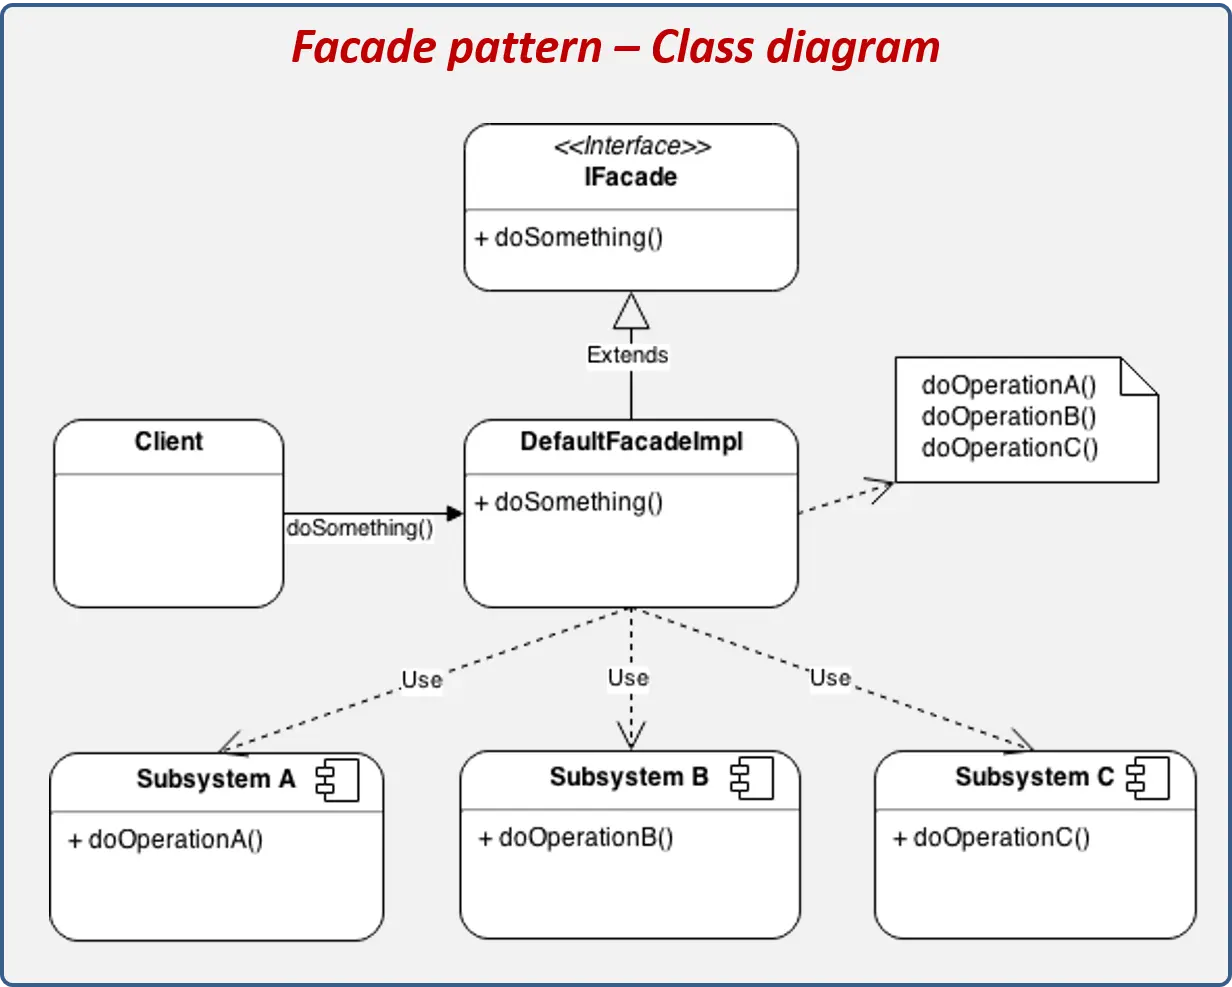 Facade pattern – Class diagram
<<Interface>>
IFacade
+ doSomething()
Extends
doOperationA()
doOperationB()
doOperationC()
Client
doSomething()
DefaultFacadeImpl
+ doSomething()
Use
Use
Use
Subsystem A
+ doOperationA()
Subsystem B
+ doOperationB()
Subsystem C
+ doOperationC()